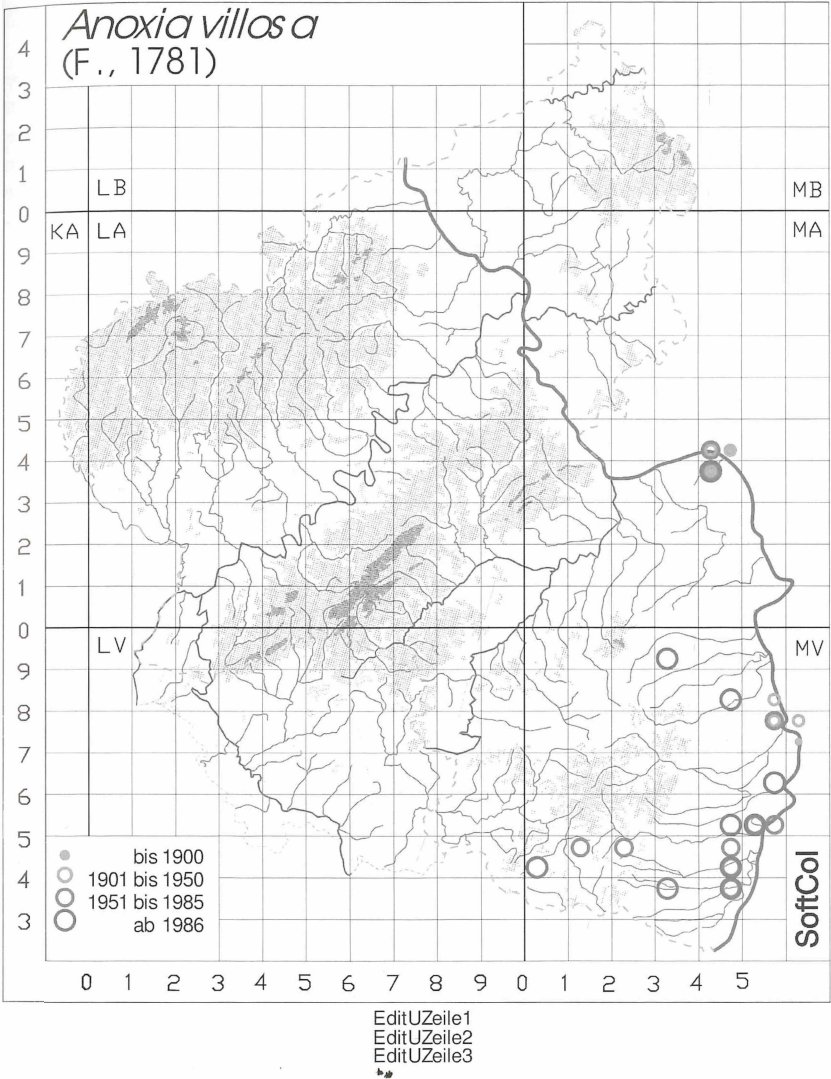 Anoxia villosa
(F., 1781)
4
3
2
1
0
9
8
7
6
5
4
3
2
1
0
9
8
7
6
5
4
3
LB
MB
KA LA
MA
LV
MV
bis 1900
1901 bis 1950
1951 bis 1985
ab 1986
SoftCol
0 1 2 3 4 5 6 7 8 9 0 1 2 3 4 5
EditUZeile1
EditUZeile2
EditUZeile3